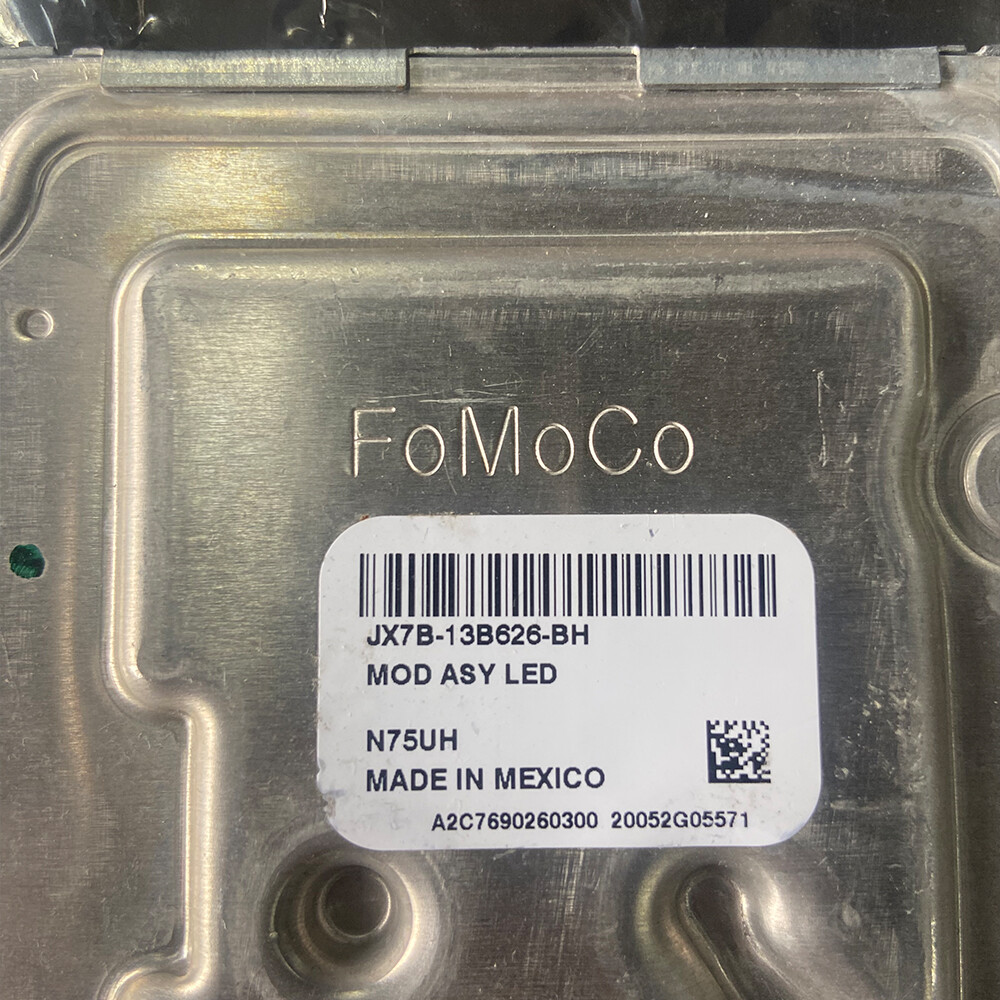 FoMoCo
JX7B-13B626-BH
MOD ASY LED
N75UH
MADE IN MEXICO
A2C7690260300 20052G05571